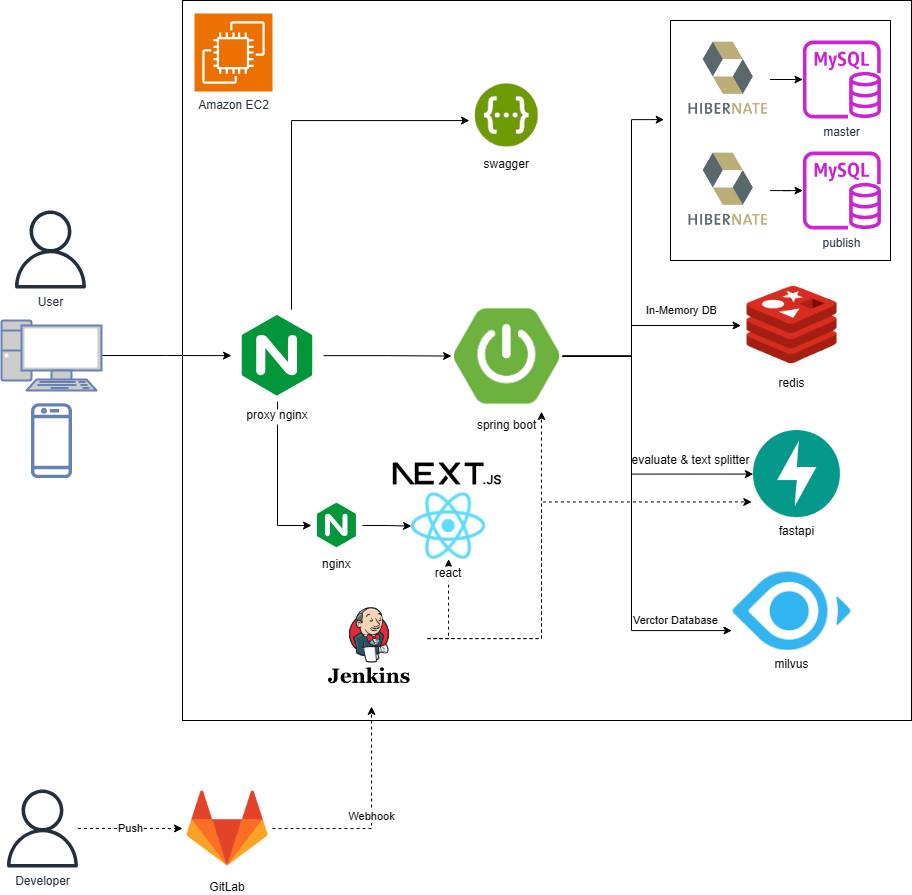 Amazon EC2
HIBERNATE
MySQL
master
HIBERNATE
MySQL
publish
swagger
User
In-Memory DB
redis
proxy nginx
spring boot
evaluate & text splitter
fastapi
NEXT.JS
nginx
react
Verctor Database
milvus
Jenkins
Webhook
Push
Developer
GitLab